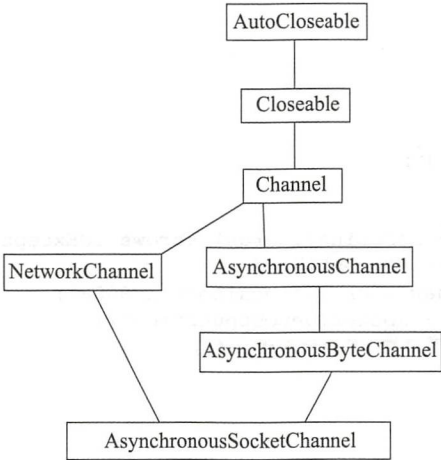 AutoCloseable
Closeable
Channel
NetworkChannel
AsynchronousChannel
AsynchronousByteChannel
AsynchronousSocketChannel